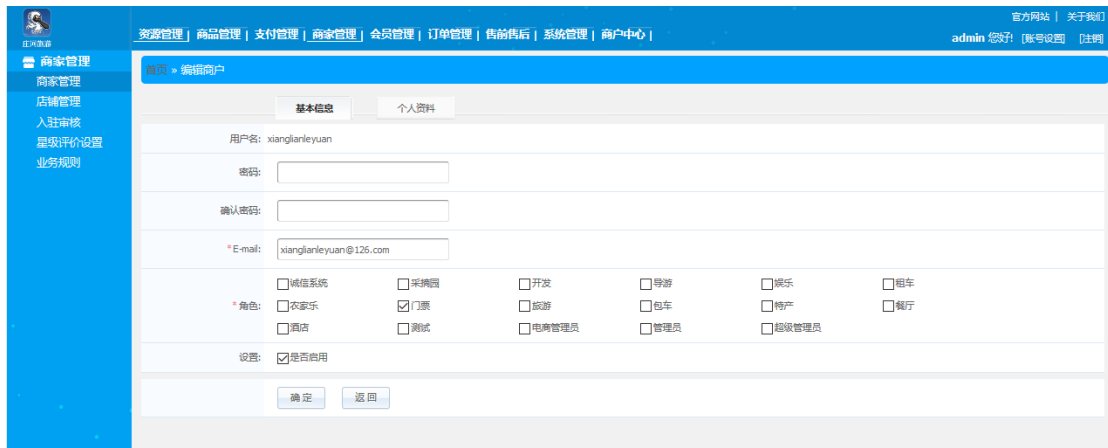 官方网站 | 关于我们
庄河旅游
资源管理 | 商品管理 | 支付管理 | 商家管理 | 会员管理 | 订单管理 | 售前售后 | 系统管理 | 商户中心 |
admin 您好! [账号设置] [注销]
商家管理
商家管理
店铺管理
入驻审核
星级评价设置
业务规则
首页 » 编辑商户
基本信息 个人资料
用户名: xianglianleyuan
密码:
确认密码:
*E-mail: xianglianleyuan@126.com
诚信系统 采摘园 开发 导游 娱乐 租车
*角色: 农家乐 门票 旅游 包车 特产 餐厅
酒店 测试 电商管理员 管理员 超级管理员
设置: 是否启用
确定 返回